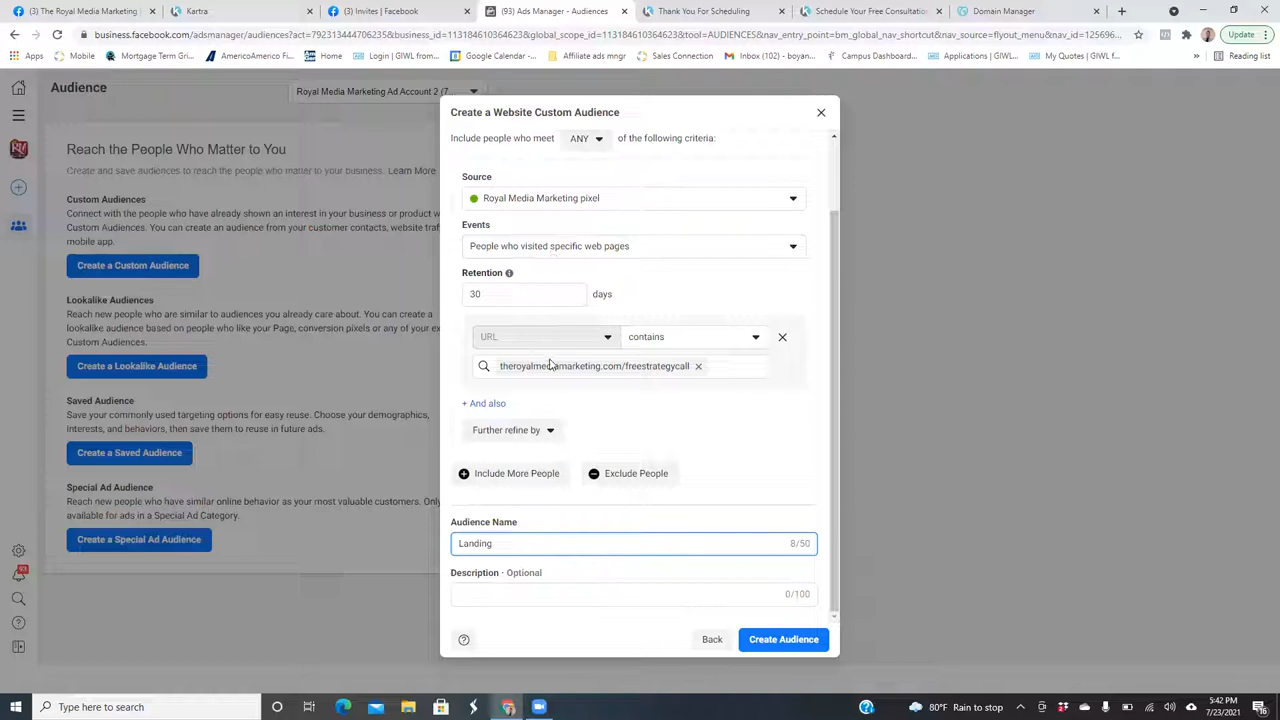 (3) The Royal Media Marketing
Kartra
(3) Invites | Facebook
(93) Ads Manager - Audiences
Thank You For Scheduling
Schedule Your Free Consultation
Domain Manager
business.facebook.com/adsmanager/audiences?act=792313444706235&business_id=1131846103646​23&global_scope_id=113184610364623&tool=AUDIENCES&nav_entry_point=bm_global_nav_shortcut&nav_source=flyout_menu&nav_id=125696...
Update
Apps
Mobile
Mortgage Term Gri...
AmericoAmerico Fi...
Home
Login | GIWL from...
Google Calendar -...
Affiliate ads mngr
Sales Connection
Inbox (102) - boyan...
Campus Dashboard...
Applications | GIWL...
My Quotes | GIWL f...
»
Reading list
Audience
Royal Media Marketing Ad Account 2 (7...
Reach the People Who Matter to You
Create and save audiences to reach the people who matter to your business. Learn More
Custom Audiences
Connect with the people who have already shown an interest in your business or product w
Custom Audiences. You can create an audience from your customer contacts, website traf
mobile app.
Create a Custom Audience
Lookalike Audiences
Reach new people who are similar to audiences you already care about. You can create a
lookalike audience based on people who like your Page, conversion pixels or any of your ex
Custom Audiences.
Create a Lookalike Audience
Saved Audience
Save your commonly used targeting options for easy reuse. Choose your demographics,
interests, and behaviors, then save them to reuse in future ads.
Create a Saved Audience
Special Ad Audience
Reach new people who have similar online behavior as your most valuable customers. Only
available for ads in a Special Ad Category.
Create a Special Ad Audience
Create a Website Custom Audience
Include people who meet ANY of the following criteria:
Source
Royal Media Marketing pixel
Events
People who visited specific web pages
Retention
30 days
URL contains
theroyalmediamarketing.com/freestrategycall
+ And also
Further refine by
Include More People Exclude People
Audience Name
Landing 8/50
Description · Optional
0/100
Back Create Audience
Type here to search
80°F Rain to stop
5:42 PM
7/23/2021